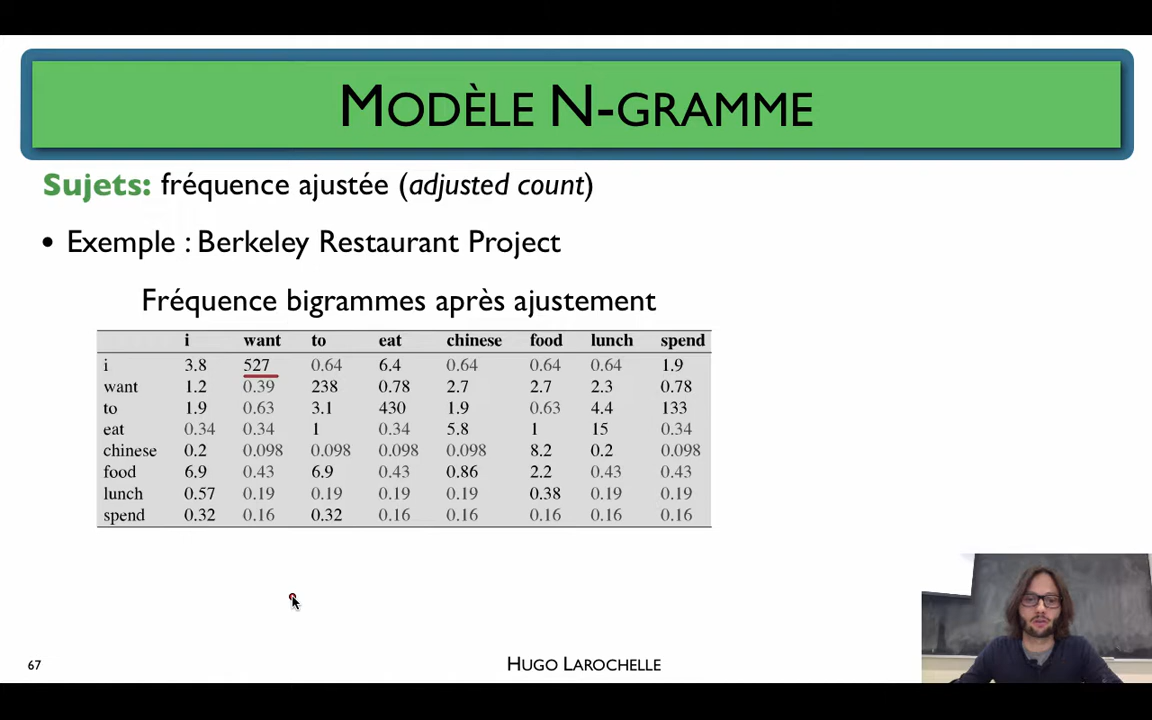 MODÈLE N-GRAMME
Sujets: fréquence ajustée (adjusted count)
• Exemple : Berkeley Restaurant Project
Fréquence bigrammes après ajustement
i want to eat chinese food lunch spend
i 3.8 527 0.64 6.4 0.64 0.64 0.64 1.9
want 1.2 0.39 238 0.78 2.7 2.7 2.3 0.78
to 1.9 0.63 3.1 430 1.9 0.63 4.4 133
eat 0.34 0.34 1 0.34 5.8 1 15 0.34
chinese 0.2 0.098 0.098 0.098 0.098 8.2 0.2 0.098
food 6.9 0.43 6.9 0.43 0.86 2.2 0.43 0.43
lunch 0.57 0.19 0.19 0.19 0.19 0.38 0.19 0.19
spend 0.32 0.16 0.32 0.16 0.16 0.16 0.16 0.16
67 HUGO LAROCHELLE